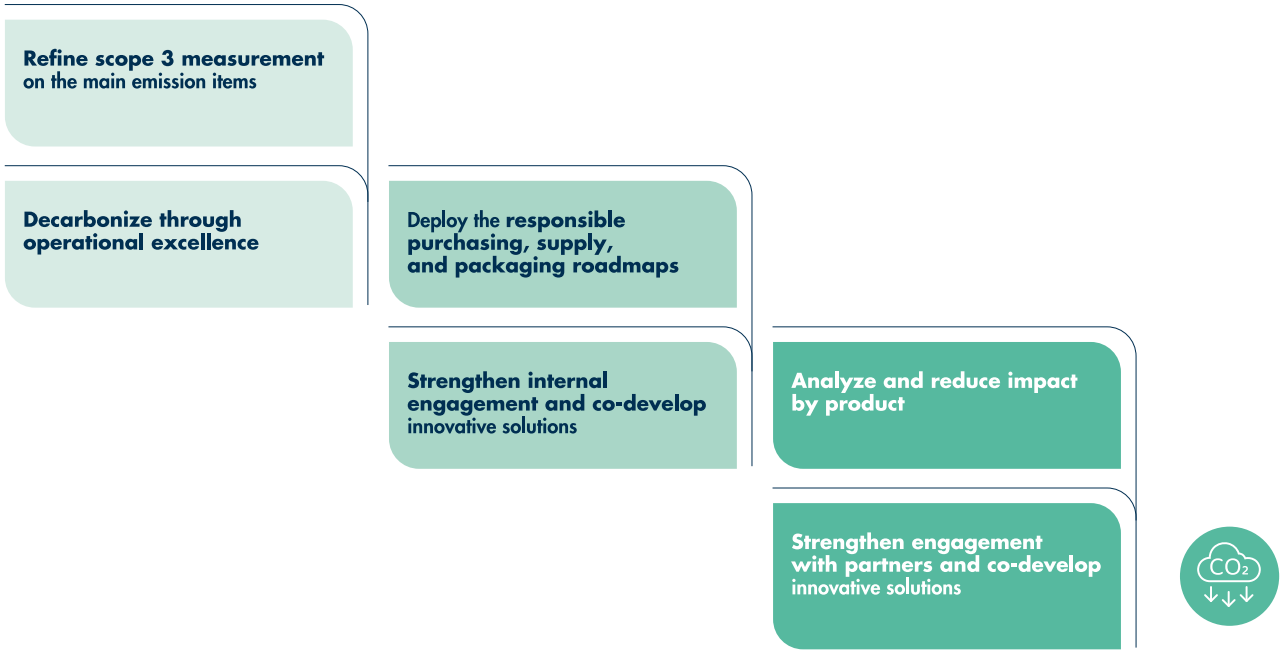 Refine scope 3 measurement
on the main emission items
Decarbonize through
operational excellence
Deploy the responsible
purchasing, supply,
and packaging roadmaps
Strengthen internal
engagement and co-develop
innovative solutions
Analyze and reduce impact
by product
Strengthen engagement
with partners and co-develop
innovative solutions
CO₂